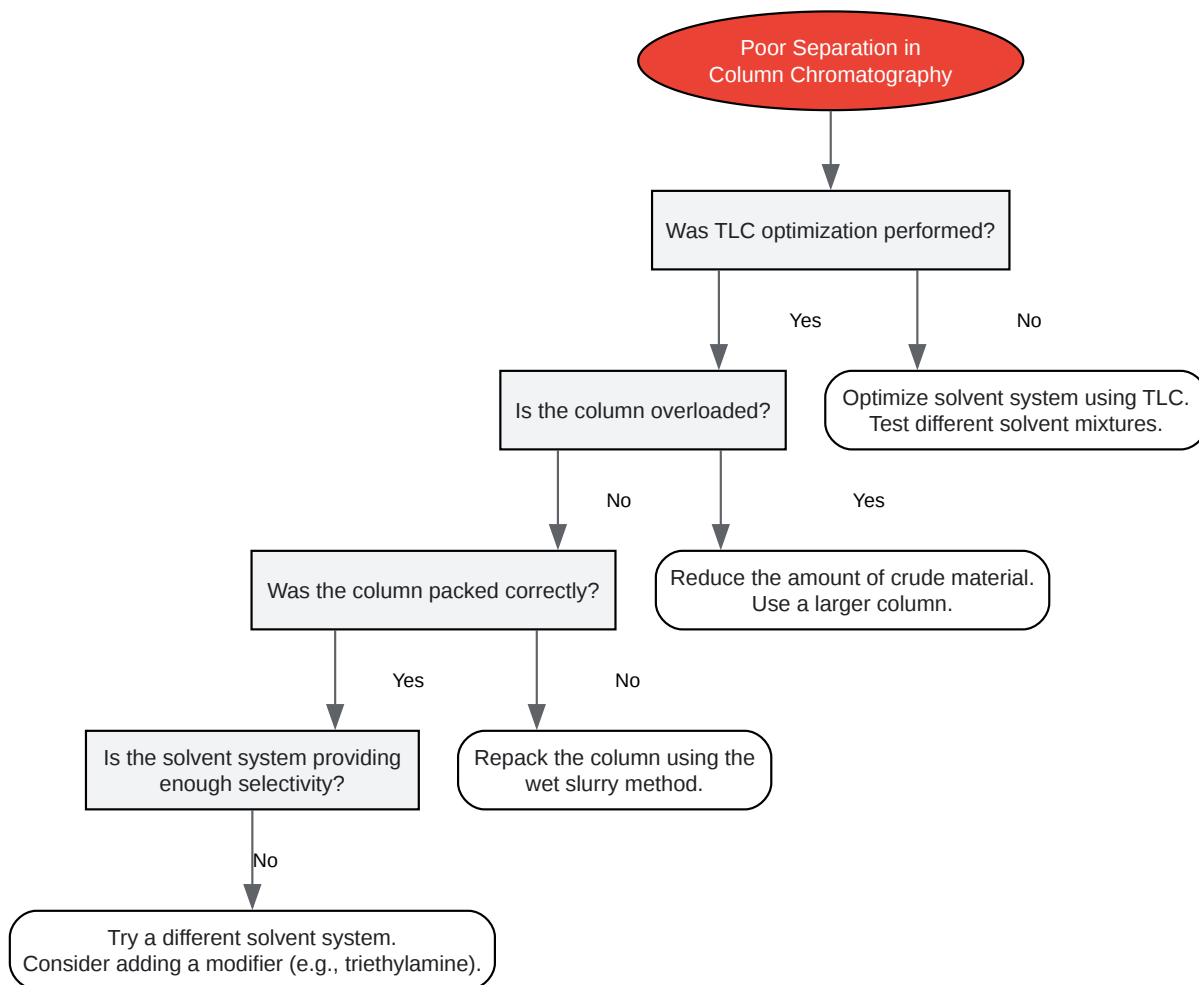 Poor Separation in
Column Chromatography
Was TLC optimization performed?
Yes
No
Is the column overloaded?
Optimize solvent system using TLC.
Test different solvent mixtures.
No
Yes
Was the column packed correctly?
Reduce the amount of crude material.
Use a larger column.
Yes
No
Is the solvent system providing
enough selectivity?
Repack the column using the
wet slurry method.
No
Try a different solvent system.
Consider adding a modifier (e.g., triethylamine).